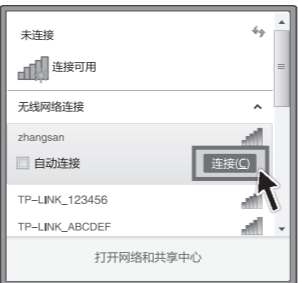 未连接
连接可用
无线网络连接
zhangsan
自动连接
连接(C)
TP-LINK_123456
TP-LINK_ABCDEF
打开网络和共享中心